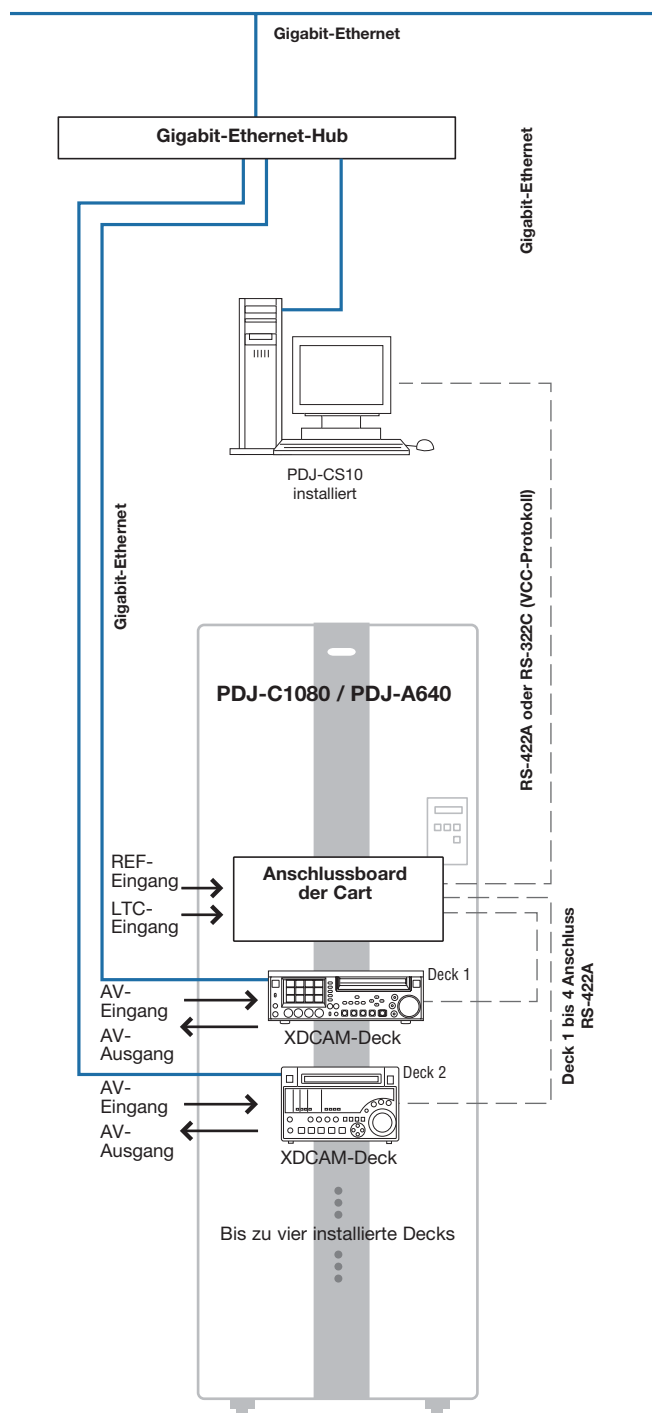 Gigabit-Ethernet
Gigabit-Ethernet-Hub
Gigabit-Ethernet
PDJ-CS10
installiert
Gigabit-Ethernet
RS-422A oder RS-322C (VCC-Protokoll)
PDJ-C1080 / PDJ-A640
REF-
Eingang
LTC-
Eingang
Anschlussboard
der Cart
Deck 1 bis 4 Anschluss
RS-422A
Deck 1
AV-
Eingang
AV-
Ausgang
XDCAM-Deck
Deck 2
AV-
Eingang
AV-
Ausgang
XDCAM-Deck
Bis zu vier installierte Decks